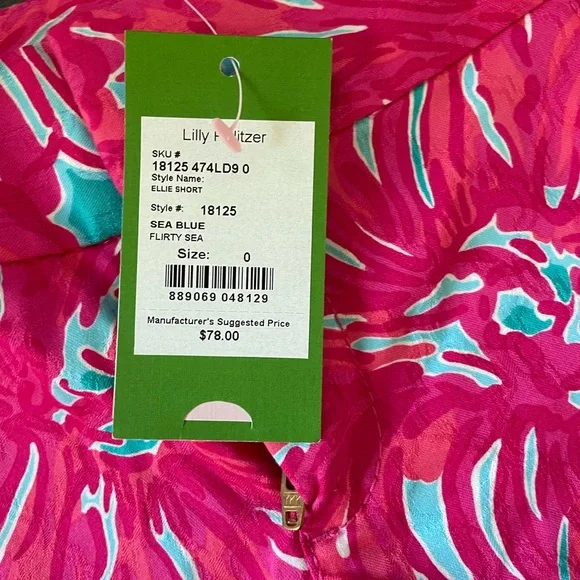 Lilly Pulitzer
SKU #
18125 474LD9 0
Style Name:
ELLIE SHORT
Style #: 18125
SEA BLUE
FLIRTY SEA
Size: 0
889069 048129
Manufacturer's Suggested Price
$78.00